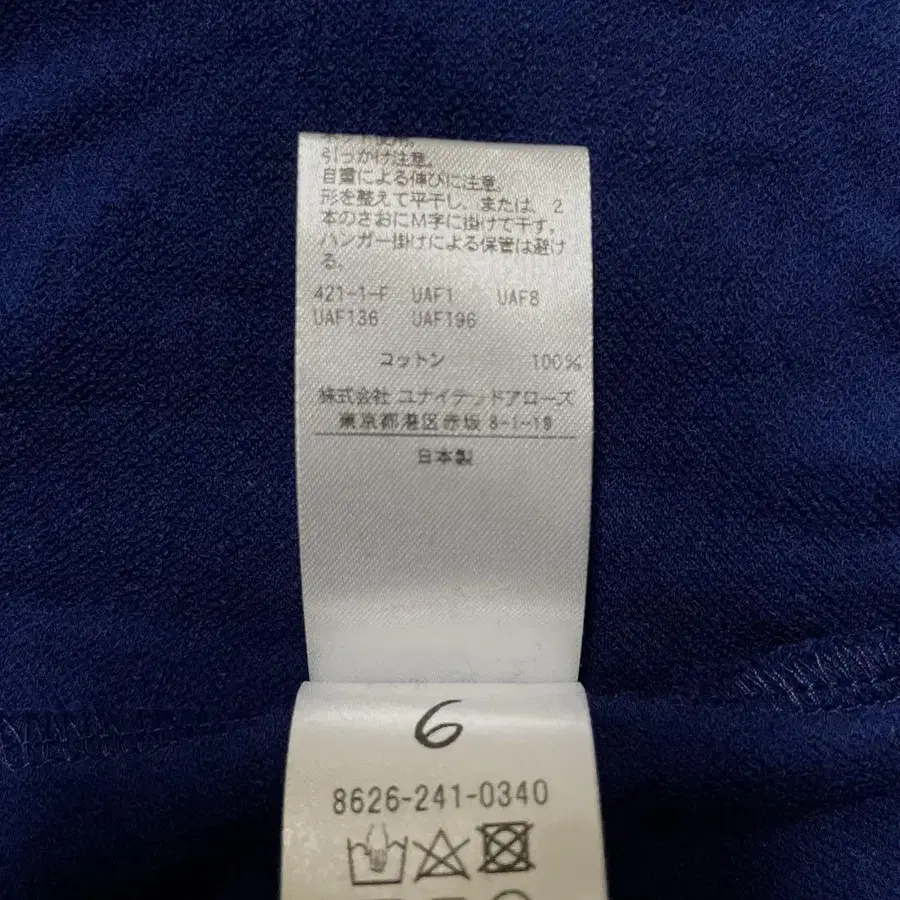 引っかけ注意。
自重による伸びに注意。
形を整えて平干し、または、2
本のさおにM字に掛けて干す。
ハンガー掛けによる保管は避け
る。
421-1-F UAF1 UAF8
UAF136 UAF196
コットン 100%
株式会社 ユナイテッドアローズ
東京都港区赤坂 8-1-19
日本製
6
8626-241-0340